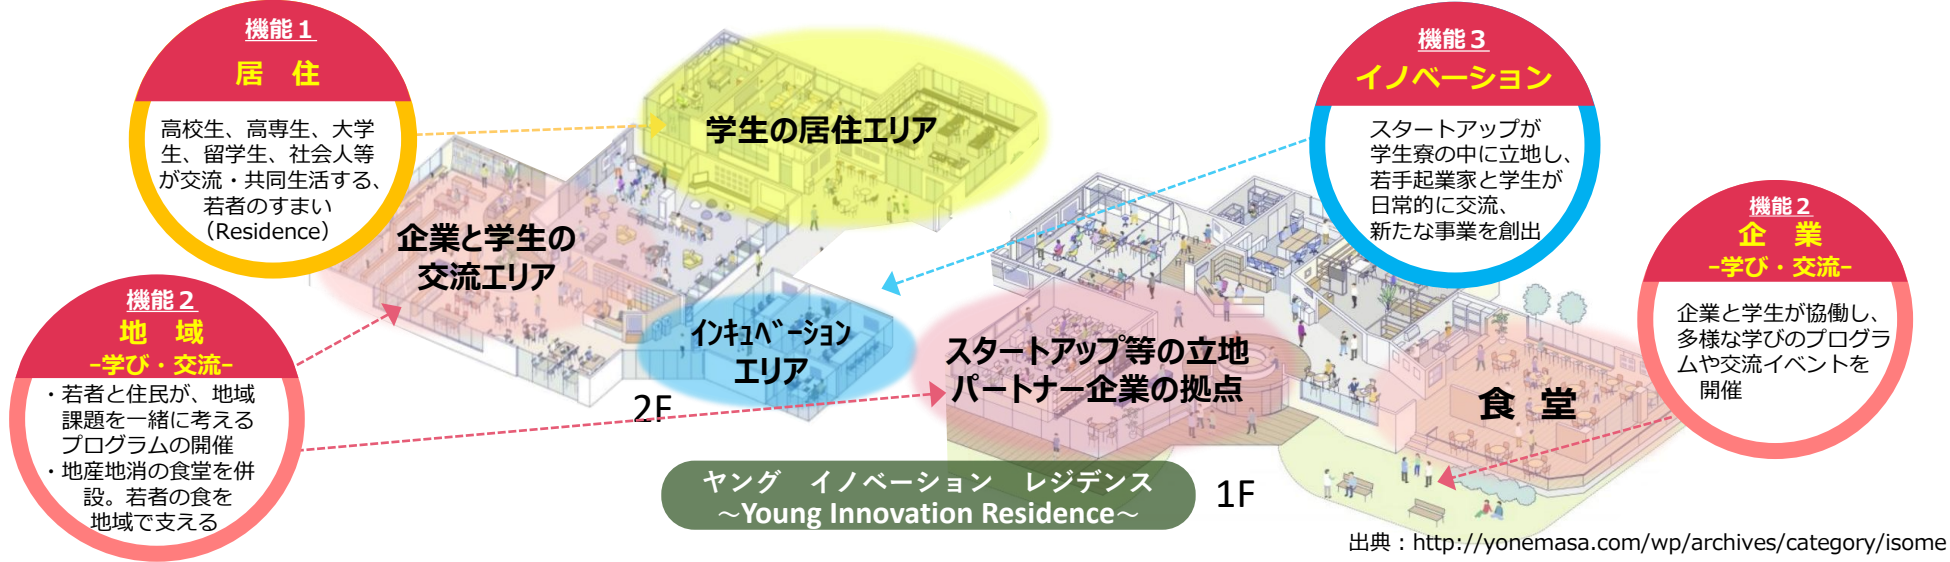 機能１
居　住
高校生、高専生、大学
生、留学生、社会人等
が交流・共同生活する、
若者のすまい
（Residence）
機能２
地　域
-学び・交流-
・若者と住民が、地域
課題を一緒に考える
プログラムの開催
・地産地消の食堂を併
設。若者の食を
地域で支える
学生の居住エリア
企業と学生の
交流エリア
ｲﾝｷｭﾍﾞｰｼｮﾝ
エリア
2F
スタートアップ等の立地
パートナー企業の拠点
食 堂
1F
機能３
イノベーション
スタートアップが
学生寮の中に立地し、
若手起業家と学生が
日常的に交流、
新たな事業を創出
機能２
企　業
-学び・交流-
企業と学生が協働し、
多様な学びのプログラ
ムや交流イベントを
開催
ヤング　イノベーション　レジデンス
～Young Innovation Residence～
出典：http://yonemasa.com/wp/archives/category/isome